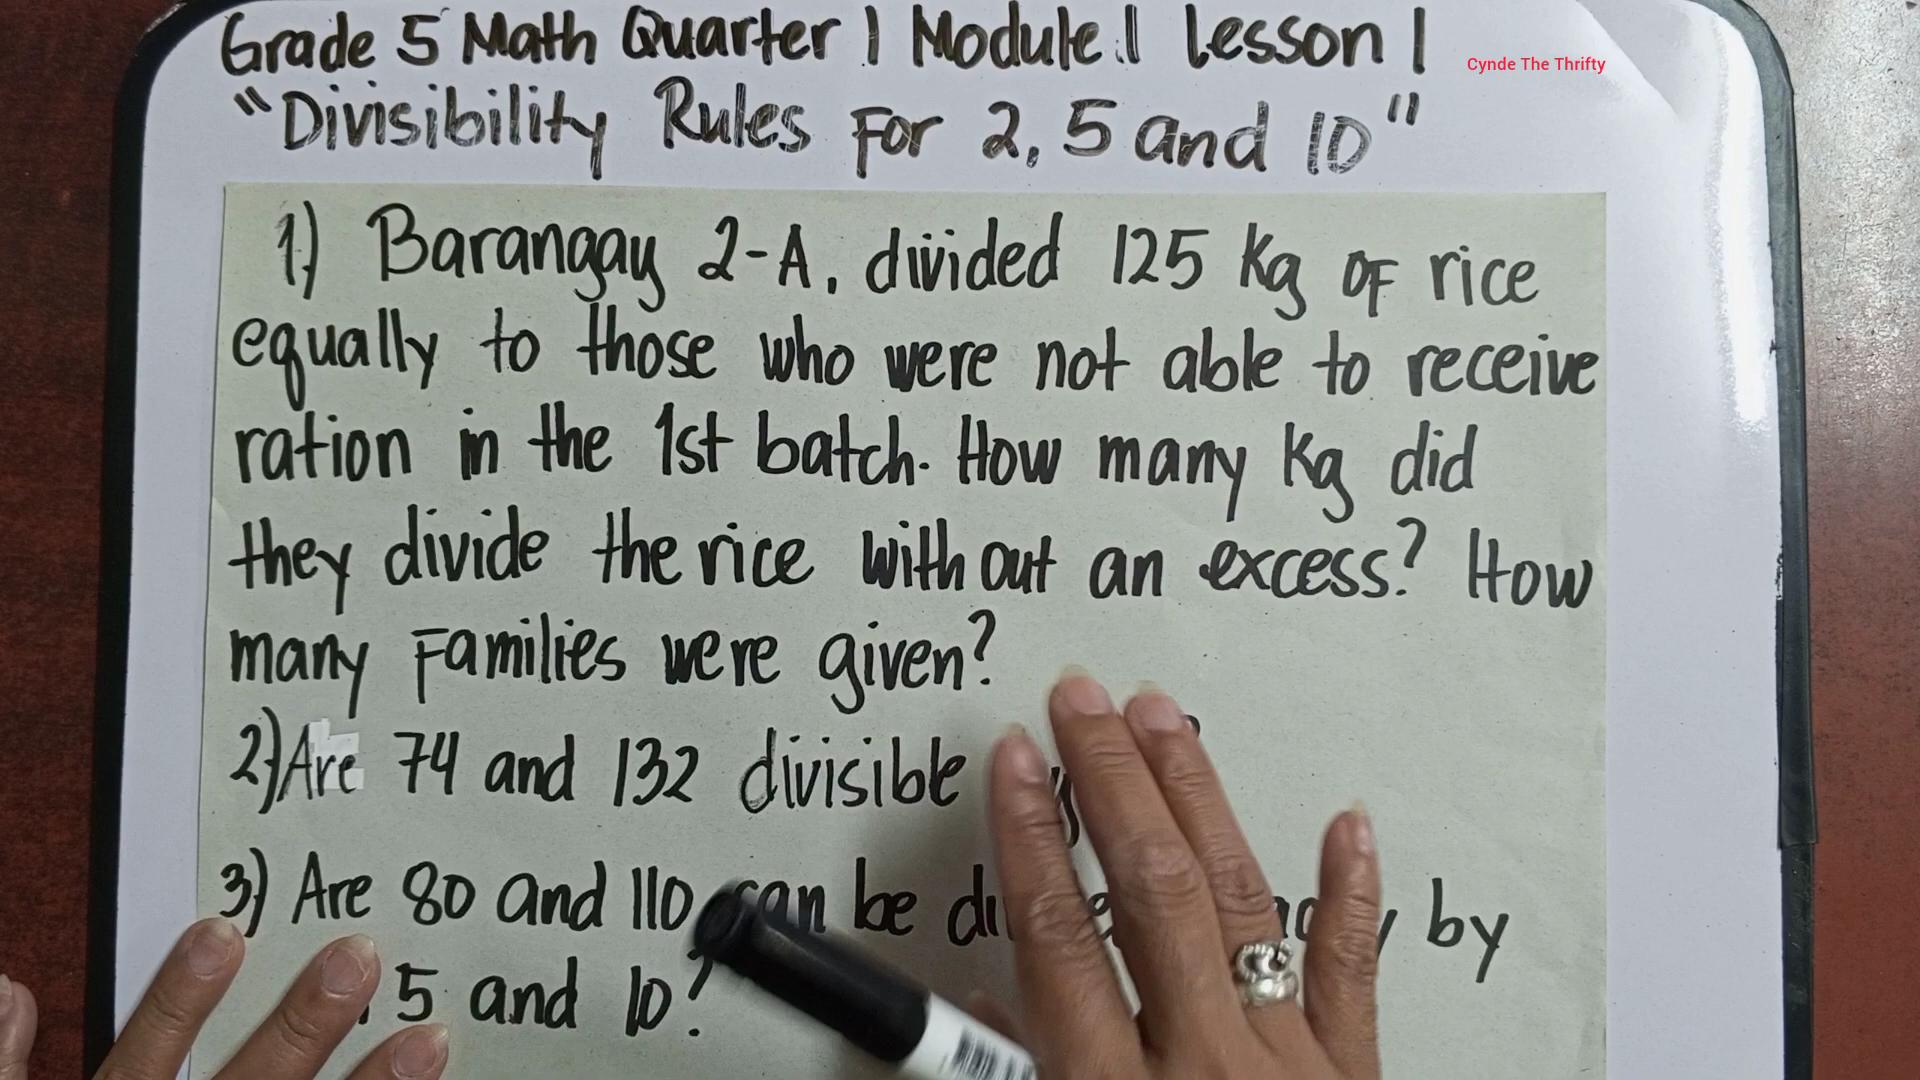 Grade 5 Math Quarter 1 Module 1 Lesson 1
Cynde The Thrifty
"Divisibility Rules For 2, 5 and 10"
1) Barangay 2-A, divided 125 Kg OF rice
equally to those who were not able to receive
ration in the 1st batch. How many Kg did
they divide the rice without an excess? How
many Families were given?
2) Are 74 and 132 divisible
3) Are 80 and 110 can be by
5 and 10?